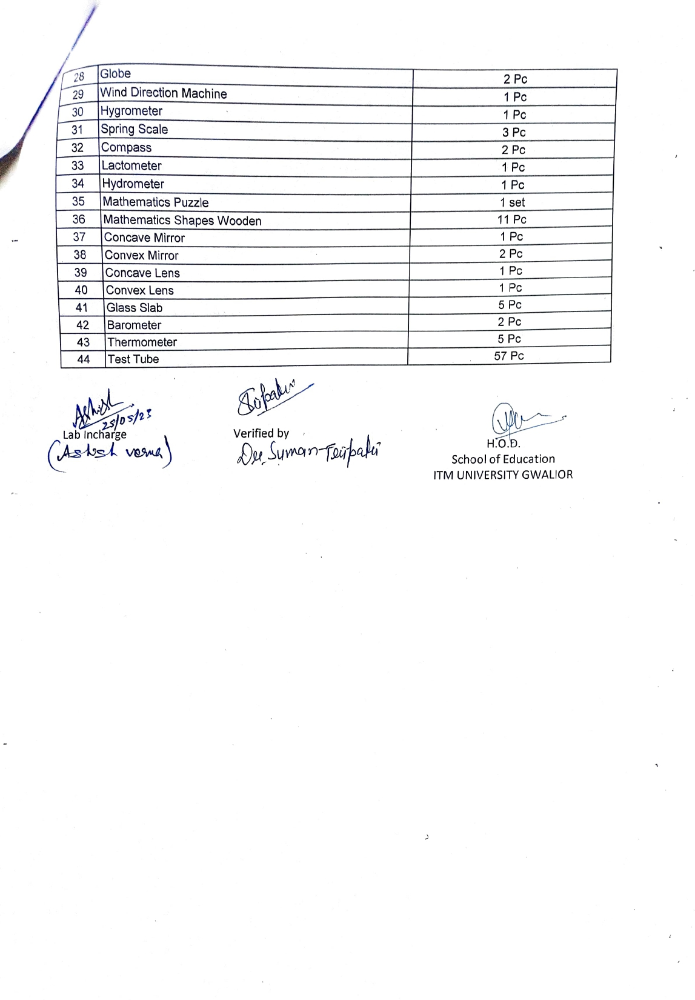 28 Globe 2 Pc
29 Wind Direction Machine 1 Pc
30 Hygrometer 1 Pc
31 Spring Scale 3 Pc
32 Compass 2 Pc
33 Lactometer 1 Pc
34 Hydrometer 1 Pc
35 Mathematics Puzzle 1 set
36 Mathematics Shapes Wooden 11 Pc
37 Concave Mirror 1 Pc
38 Convex Mirror 2 Pc
39 Concave Lens 1 Pc
40 Convex Lens 1 Pc
41 Glass Slab 5 Pc
42 Barometer 2 Pc
43 Thermometer 5 Pc
44 Test Tube 57 Pc
Ashish
25/05/23
Lab Incharge Verified by H.O.D.
(Ashish verma) Suman
School of Education
ITM UNIVERSITY GWALIOR